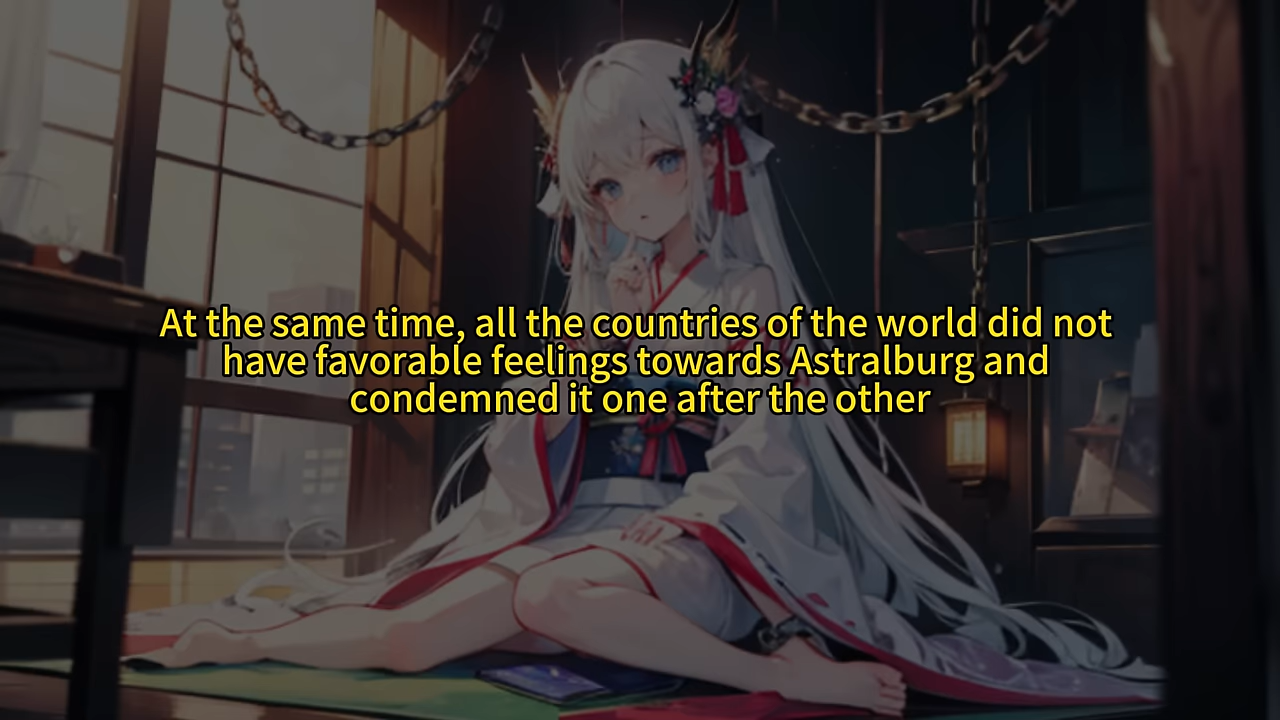 At the same time, all the countries of the world did not
have favorable feelings towards Astralburg and
condemned it one after the other